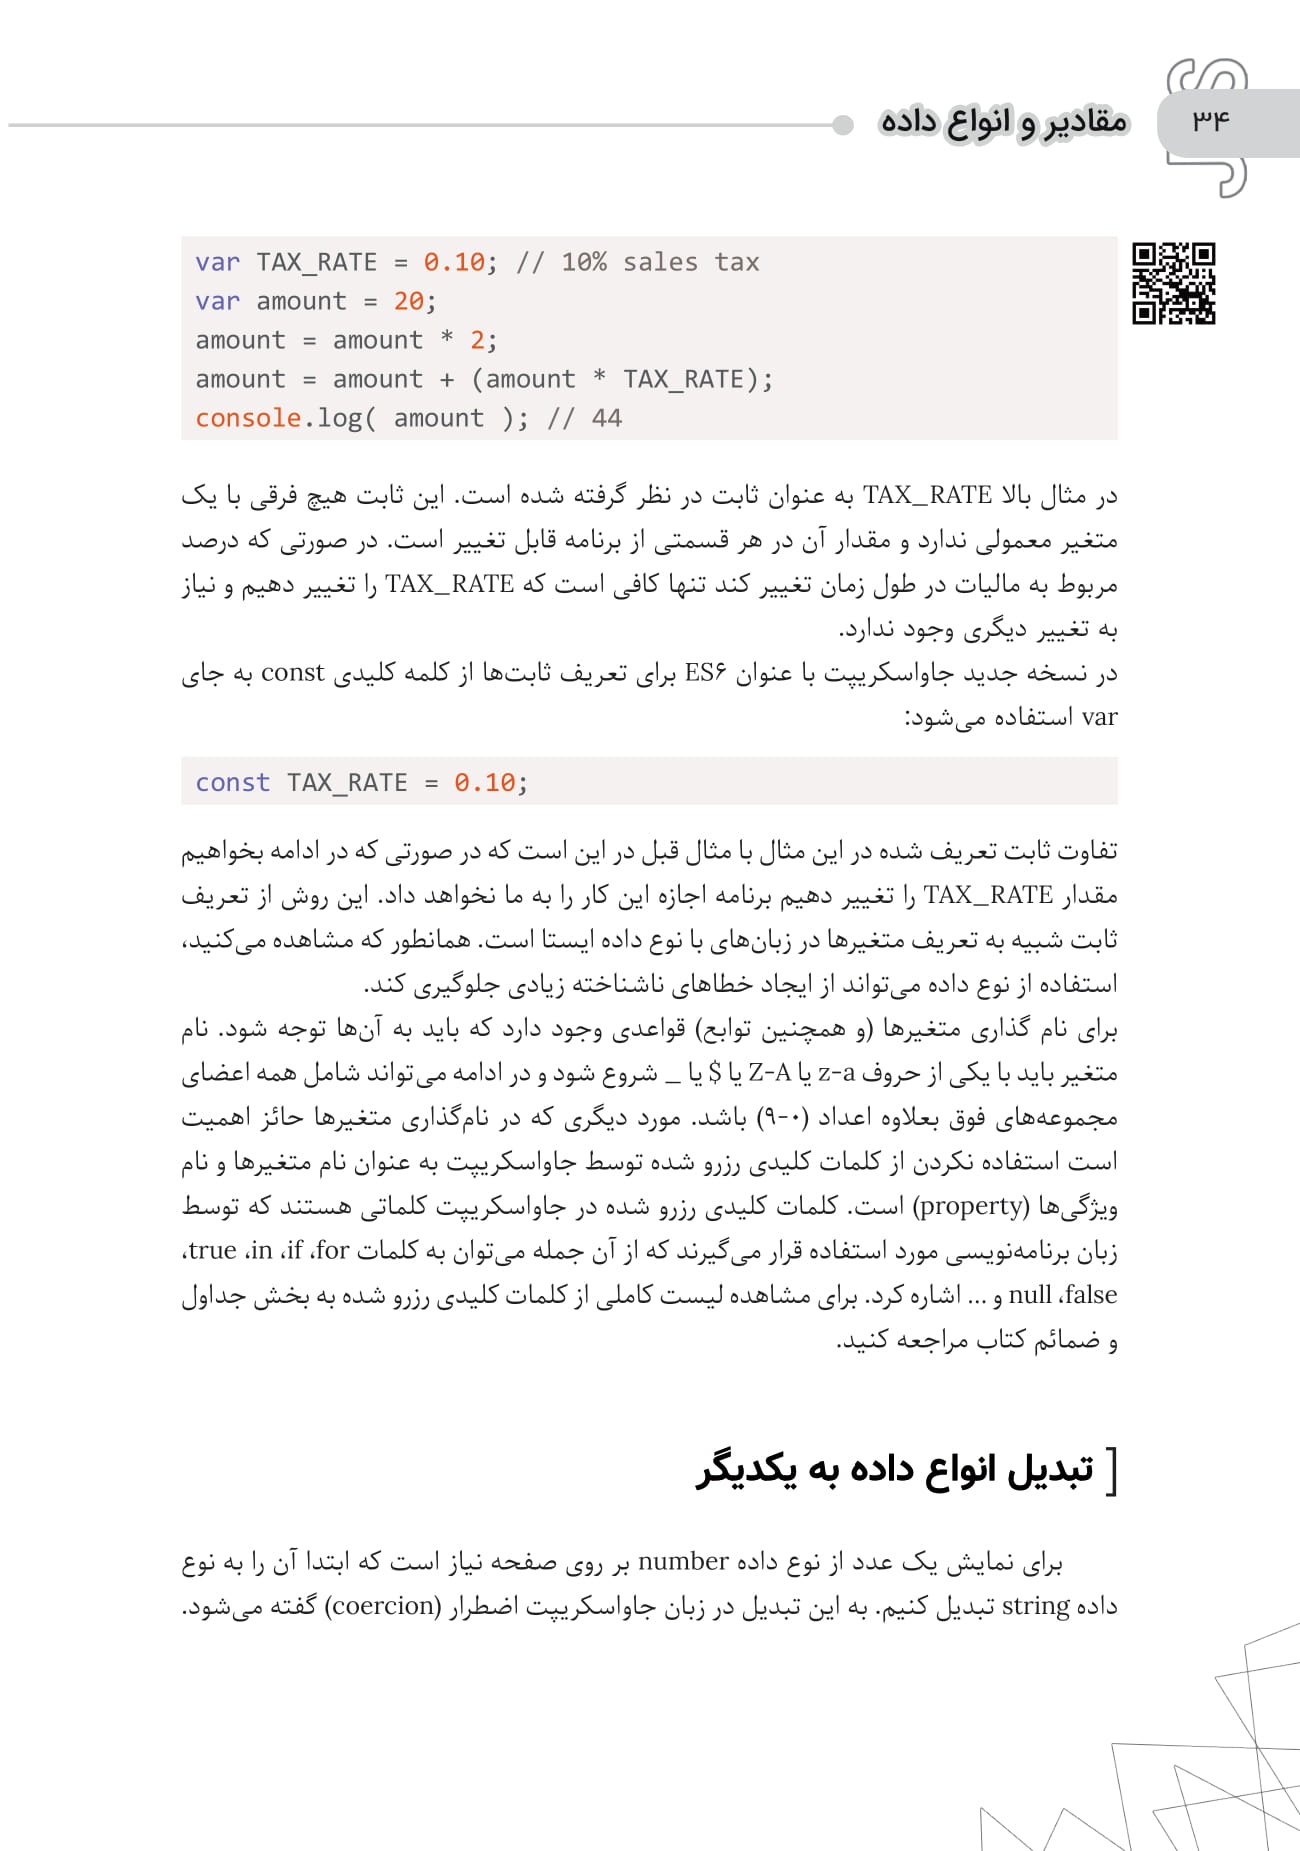 ۳۴
مقادیر و انواع داده
var TAX_RATE = 0.10; // 10% sales tax
var amount = 20;
amount = amount * 2;
amount = amount + (amount * TAX_RATE);
console.log( amount ); // 44
در مثال بالا TAX_RATE به عنوان ثابت در نظر گرفته شده است. این ثابت هیچ فرقی با یک
متغیر معمولی ندارد و مقدار آن در هر قسمتی از برنامه قابل تغییر است. در صورتی که درصد
مربوط به مالیات در طول زمان تغییر کند تنها کافی است که TAX_RATE را تغییر دهیم و نیاز
به تغییر دیگری وجود ندارد.
در نسخه جدید جاواسکریپت با عنوان ES۶ برای تعریف ثابت‌ها از کلمه کلیدی const به جای
var استفاده می‌شود:
const TAX_RATE = 0.10;
تفاوت ثابت تعریف شده در این مثال با مثال قبل در این است که در صورتی که در ادامه بخواهیم
مقدار TAX_RATE را تغییر دهیم برنامه اجازه این کار را به ما نخواهد داد. این روش از تعریف
ثابت شبیه به تعریف متغیرها در زبان‌های با نوع داده ایستا است. همانطور که مشاهده می‌کنید،
استفاده از نوع داده می‌تواند از ایجاد خطاهای ناشناخته زیادی جلوگیری کند.
برای نام گذاری متغیرها (و همچنین توابع) قواعدی وجود دارد که باید به آن‌ها توجه شود. نام
متغیر باید با یکی از حروف z-a یا Z-A یا $ یا _ شروع شود و در ادامه می‌تواند شامل همه اعضای
مجموعه‌های فوق بعلاوه اعداد (۰-۹) باشد. مورد دیگری که در نام‌گذاری متغیرها حائز اهمیت
است استفاده نکردن از کلمات کلیدی رزرو شده توسط جاواسکریپت به عنوان نام متغیرها و نام
ویژگی‌ها (property) است. کلمات کلیدی رزرو شده در جاواسکریپت کلماتی هستند که توسط
زبان برنامه‌نویسی مورد استفاده قرار می‌گیرند که از آن جمله می‌توان به کلمات for، if، in، true،
false، null و ... اشاره کرد. برای مشاهده لیست کاملی از کلمات کلیدی رزرو شده به بخش جداول
و ضمائم کتاب مراجعه کنید.
[ تبدیل انواع داده به یکدیگر
برای نمایش یک عدد از نوع داده number بر روی صفحه نیاز است که ابتدا آن را به نوع
داده string تبدیل کنیم. به این تبدیل در زبان جاواسکریپت اضطرار (coercion) گفته می‌شود.